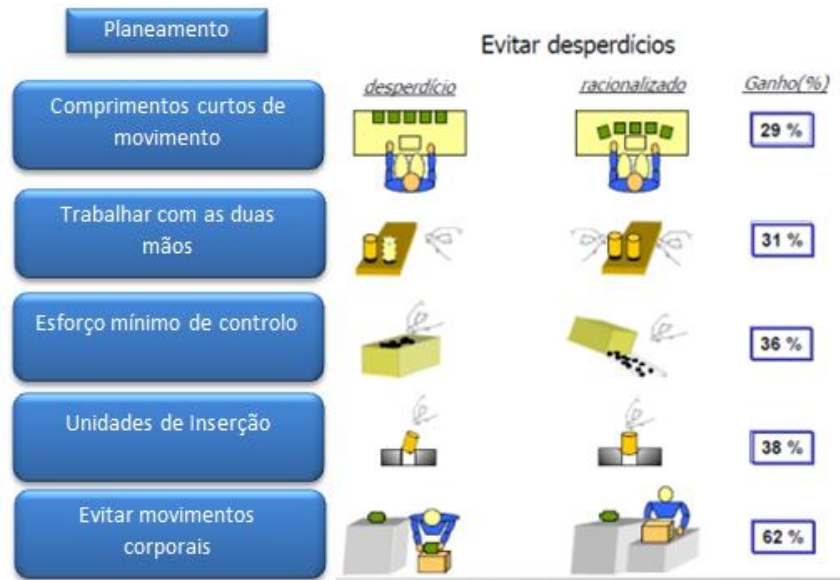 Planeamento
Evitar desperdícios
desperdício
racionalizado
Ganho(%)
Comprimentos curtos de
movimento
29 %
Trabalhar com as duas
mãos
31 %
Esforço mínimo de controlo
36 %
Unidades de Inserção
38 %
Evitar movimentos
corporais
62 %